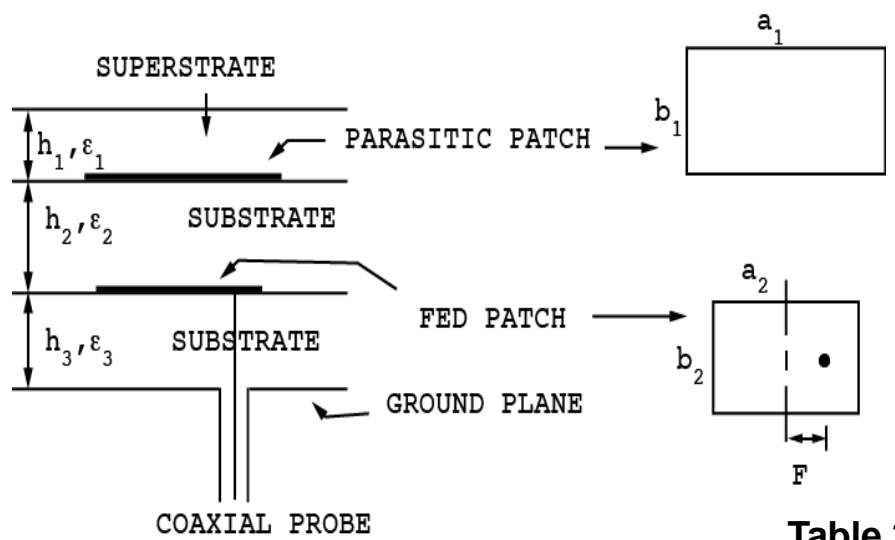 SUPERSTRATE
a₁
b₁
h₁,ε₁
PARASITIC PATCH
h₂,ε₂
SUBSTRATE
a₂
h₃,ε₃
SUBSTRATE
FED PATCH
b₂
GROUND PLANE
F
COAXIAL PROBE
Table